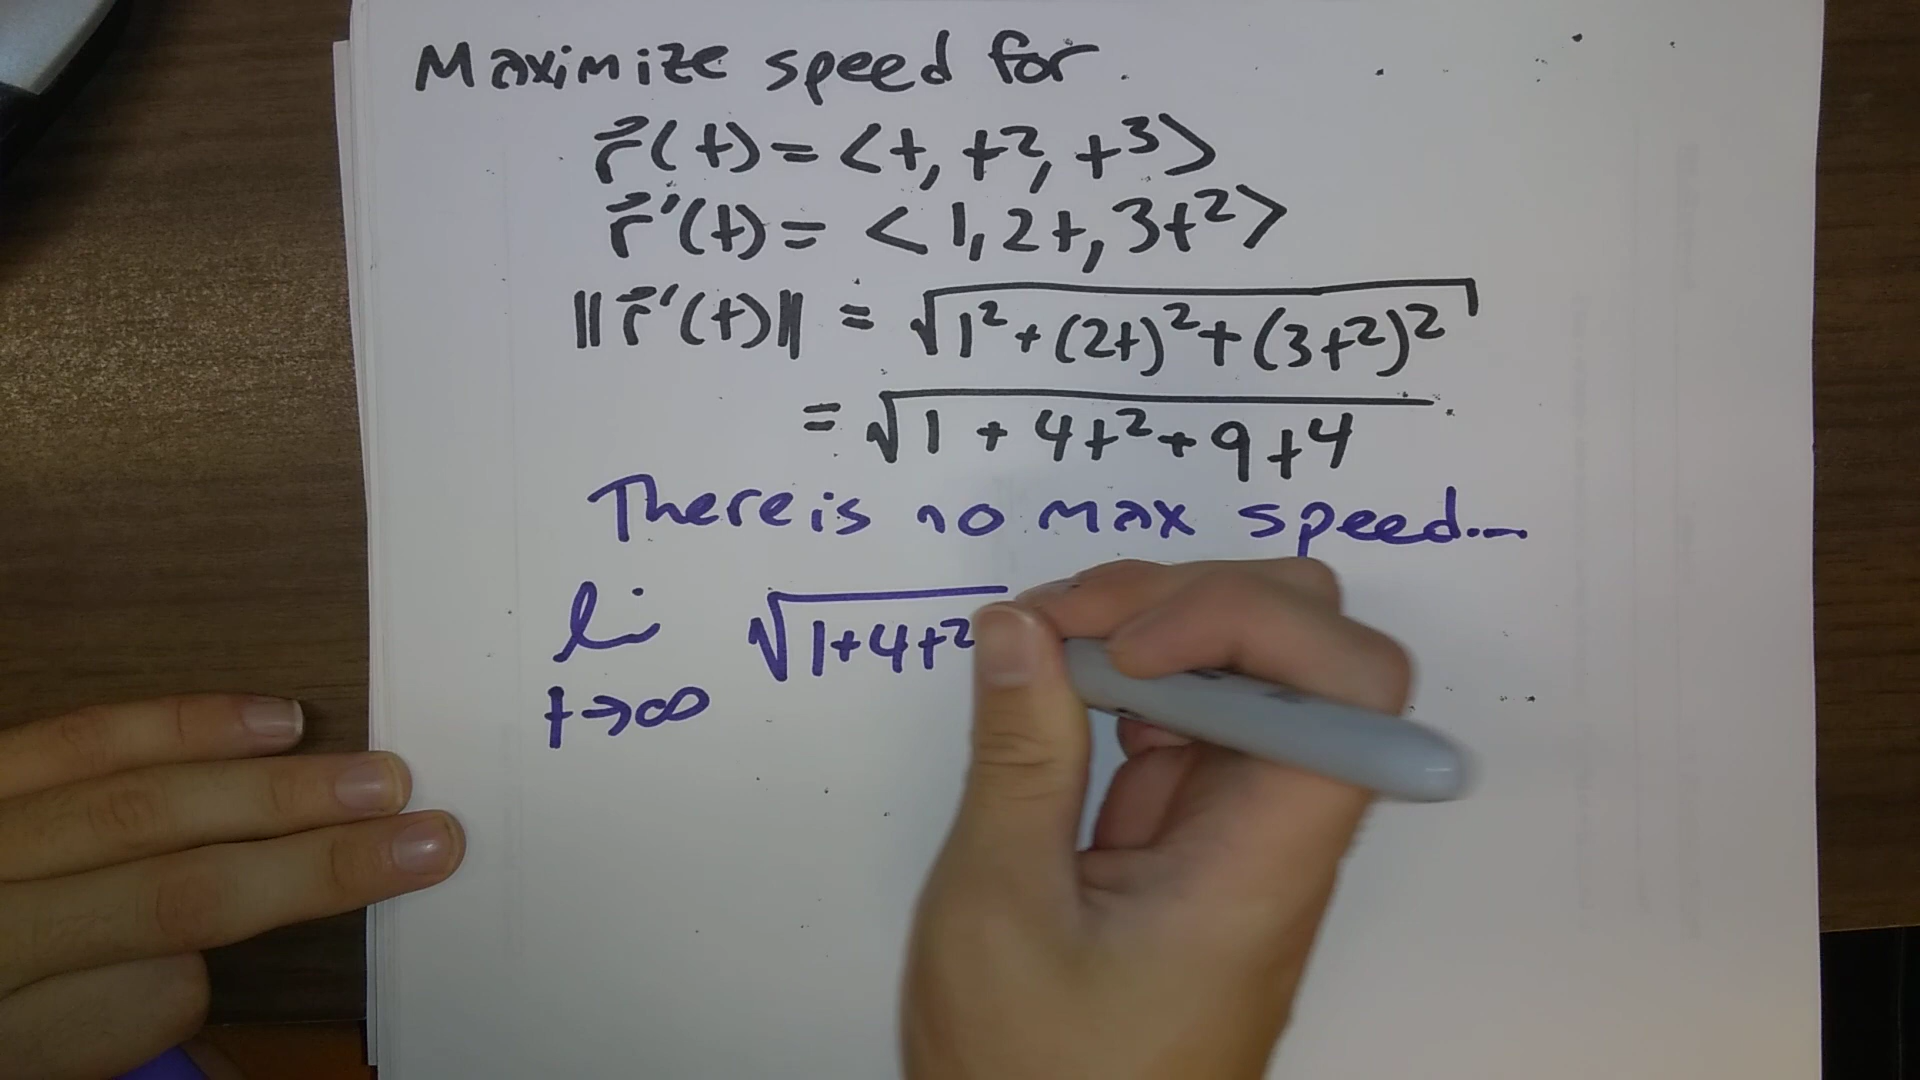 Maximize speed for
r⃗(t) = <t, t², t³>
r⃗'(t) = <1, 2t, 3t²>
||r⃗'(t)|| = √(1² + (2t)² + (3t²)²)
= √(1 + 4t² + 9t⁴)
There is no max speed...
li √(1+4t²
t→∞